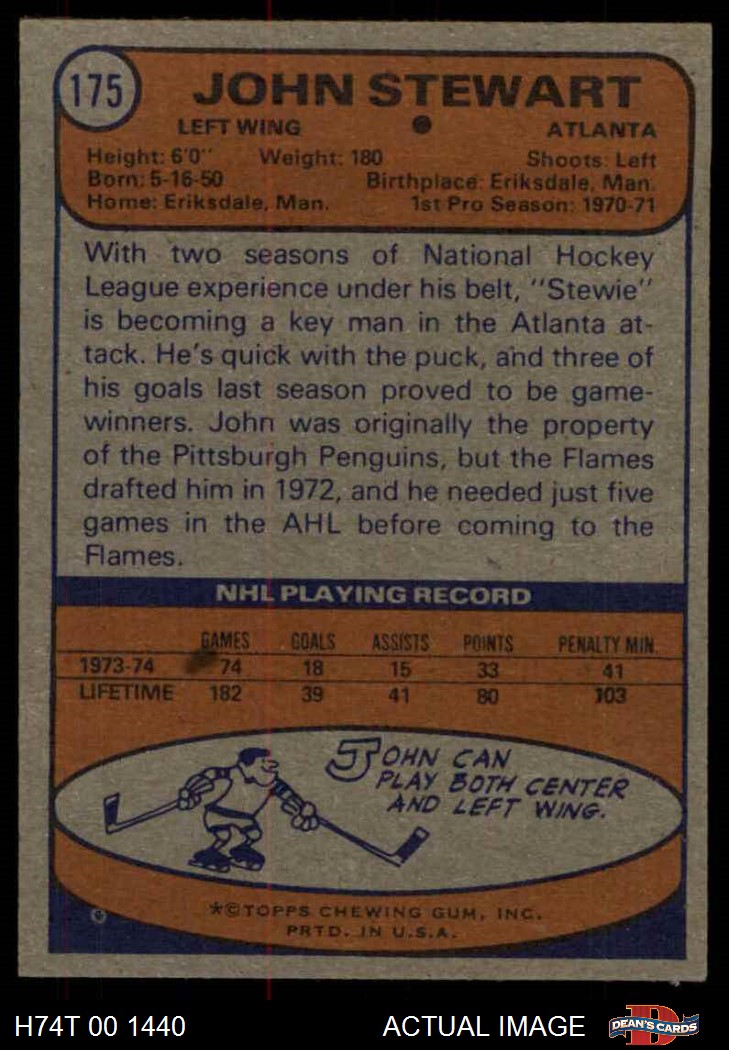 175
JOHN STEWART
LEFT WING ATLANTA
Height: 6'0" Weight: 180 Shoots: Left
Born: 5-16-50 Birthplace: Eriksdale, Man.
Home: Eriksdale, Man. 1st Pro Season: 1970-71
With two seasons of National Hockey
League experience under his belt, "Stewie"
is becoming a key man in the Atlanta at-
tack. He's quick with the puck, and three of
his goals last season proved to be game-
winners. John was originally the property
of the Pittsburgh Penguins, but the Flames
drafted him in 1972, and he needed just five
games in the AHL before coming to the
Flames.
NHL PLAYING RECORD
GAMES GOALS ASSISTS POINTS PENALTY MIN.
1973-74 74 18 15 33 41
LIFETIME 182 39 41 80 103
JOHN CAN
PLAY BOTH CENTER
AND LEFT WING.
*©TOPPS CHEWING GUM, INC.
PRTD. IN U.S.A.
H74T 00 1440 ACTUAL IMAGE D DEAN'S CARDS